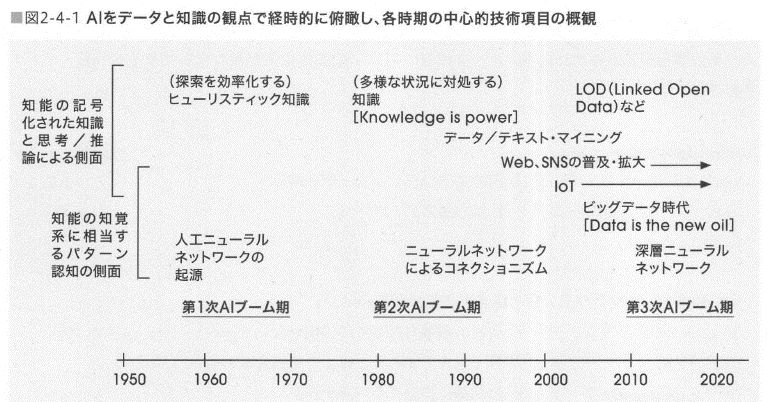 ■図2-4-1 AIをデータと知識の観点で経時的に俯瞰し、各時期の中心的技術項目の概観
知能の記号
化された知識
と思考／推
論による側面
（探索を効率化する）
ヒューリスティック知識
（多様な状況に対処する）
知識
[Knowledge is power]
LOD（Linked Open
Data）など
データ／テキスト・マイニング
Web、SNSの普及・拡大
IoT
ビッグデータ時代
[Data is the new oil]
知能の知覚
系に相当す
るパターン
認知の側面
人工ニューラル
ネットワークの
起源
ニューラルネットワーク
によるコネクショニズム
深層ニューラル
ネットワーク
第1次AIブーム期
第2次AIブーム期
第3次AIブーム期
1950
1960
1970
1980
1990
2000
2010
2020